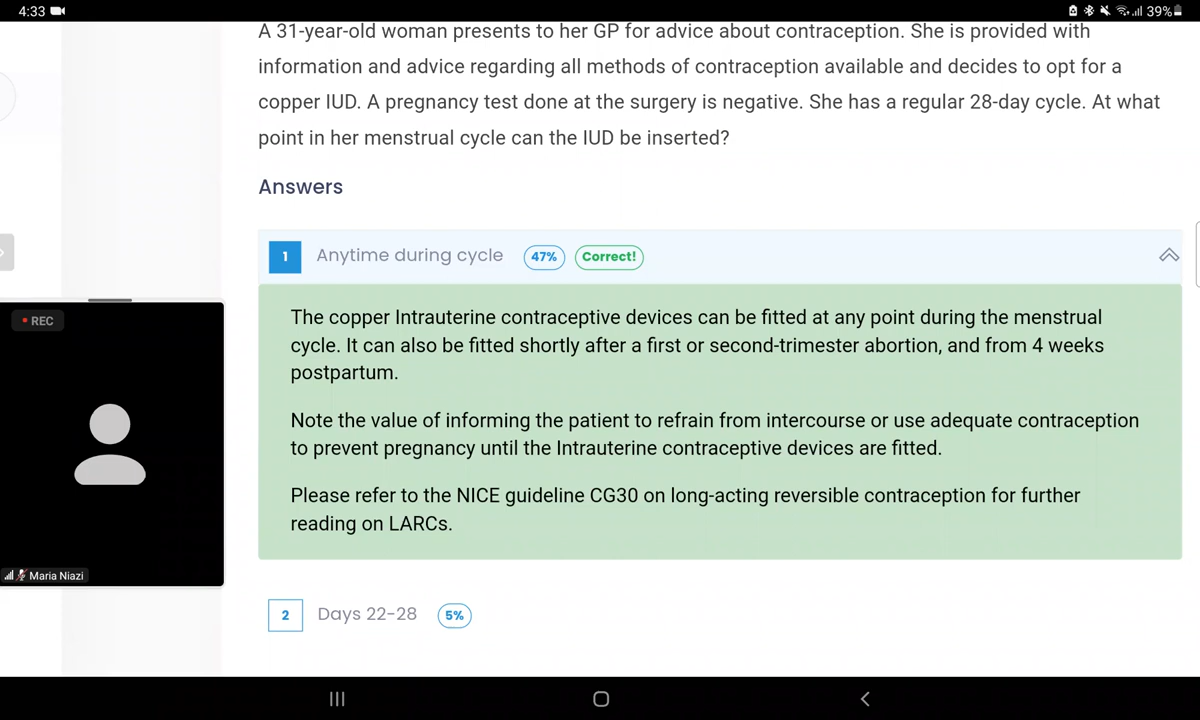 4:33
39%
A 31-year-old woman presents to her GP for advice about contraception. She is provided with
information and advice regarding all methods of contraception available and decides to opt for a
copper IUD. A pregnancy test done at the surgery is negative. She has a regular 28-day cycle. At what
point in her menstrual cycle can the IUD be inserted?
Answers
1 Anytime during cycle 47% Correct!
The copper Intrauterine contraceptive devices can be fitted at any point during the menstrual
cycle. It can also be fitted shortly after a first or second-trimester abortion, and from 4 weeks
postpartum.
Note the value of informing the patient to refrain from intercourse or use adequate contraception
to prevent pregnancy until the Intrauterine contraceptive devices are fitted.
Please refer to the NICE guideline CG30 on long-acting reversible contraception for further
reading on LARCs.
2 Days 22-28 5%
REC
Maria Niazi